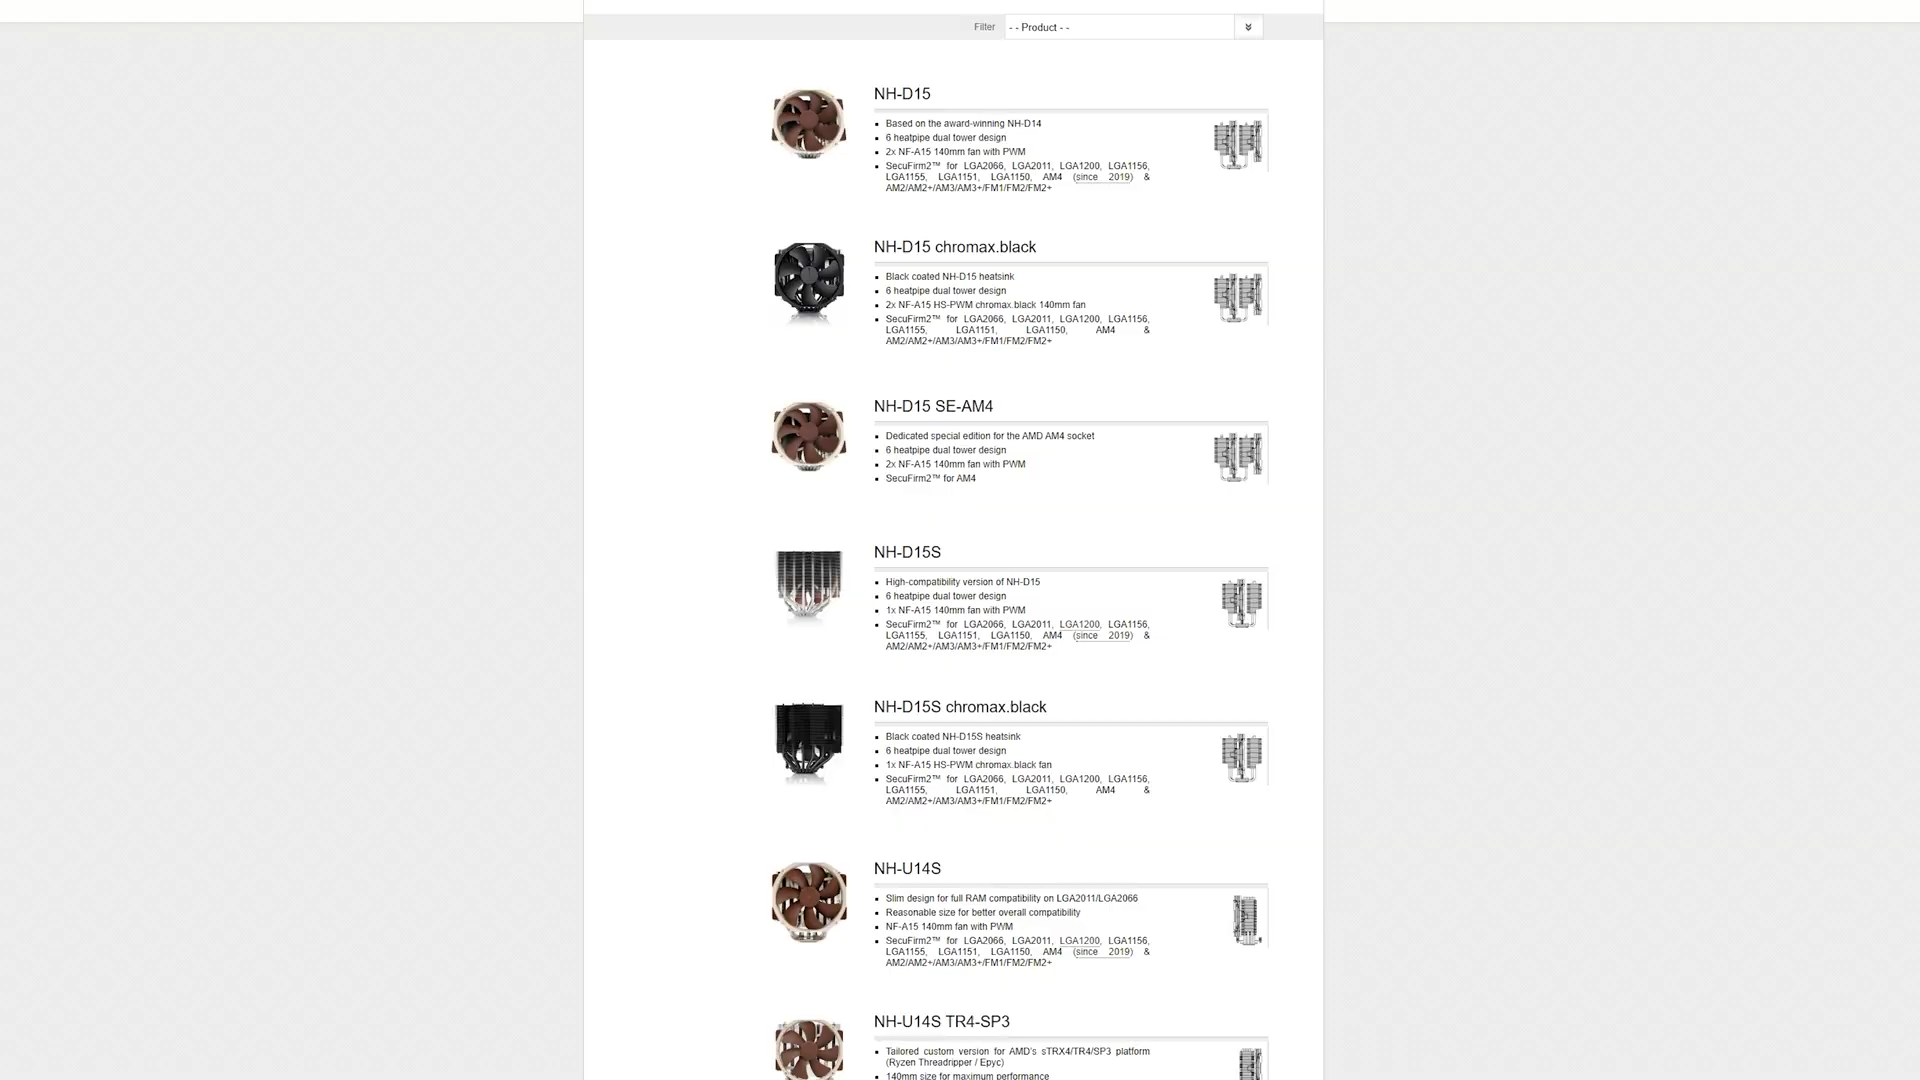 Filter
- - Product - -
NH-D15
Based on the award-winning NH-D14
6 heatpipe dual tower design
2x NF-A15 140mm fan with PWM
SecuFirm2™ for LGA2066, LGA2011, LGA1200, LGA1156,
LGA1155, LGA1151, LGA1150, AM4 (since 2019) &
AM2/AM2+/AM3/AM3+/FM1/FM2/FM2+
NH-D15 chromax.black
Black coated NH-D15 heatsink
6 heatpipe dual tower design
2x NF-A15 HS-PWM chromax.black 140mm fan
SecuFirm2™ for LGA2066, LGA2011, LGA1200, LGA1156,
LGA1155, LGA1151, LGA1150, AM4 &
AM2/AM2+/AM3/AM3+/FM1/FM2/FM2+
NH-D15 SE-AM4
Dedicated special edition for the AMD AM4 socket
6 heatpipe dual tower design
2x NF-A15 140mm fan with PWM
SecuFirm2™ for AM4
NH-D15S
High-compatibility version of NH-D15
6 heatpipe dual tower design
1x NF-A15 140mm fan with PWM
SecuFirm2™ for LGA2066, LGA2011, LGA1200, LGA1156,
LGA1155, LGA1151, LGA1150, AM4 (since 2019) &
AM2/AM2+/AM3/AM3+/FM1/FM2/FM2+
NH-D15S chromax.black
Black coated NH-D15S heatsink
6 heatpipe dual tower design
1x NF-A15 HS-PWM chromax.black fan
SecuFirm2™ for LGA2066, LGA2011, LGA1200, LGA1156,
LGA1155, LGA1151, LGA1150, AM4 &
AM2/AM2+/AM3/AM3+/FM1/FM2/FM2+
NH-U14S
Slim design for full RAM compatibility on LGA2011/LGA2066
Reasonable size for better overall compatibility
NF-A15 140mm fan with PWM
SecuFirm2™ for LGA2066, LGA2011, LGA1200, LGA1156,
LGA1155, LGA1151, LGA1150, AM4 (since 2019) &
AM2/AM2+/AM3/AM3+/FM1/FM2/FM2+
NH-U14S TR4-SP3
Tailored custom version for AMD's sTRX4/TR4/SP3 platform
(Ryzen Threadripper / Epyc)
140mm size for maximum performance